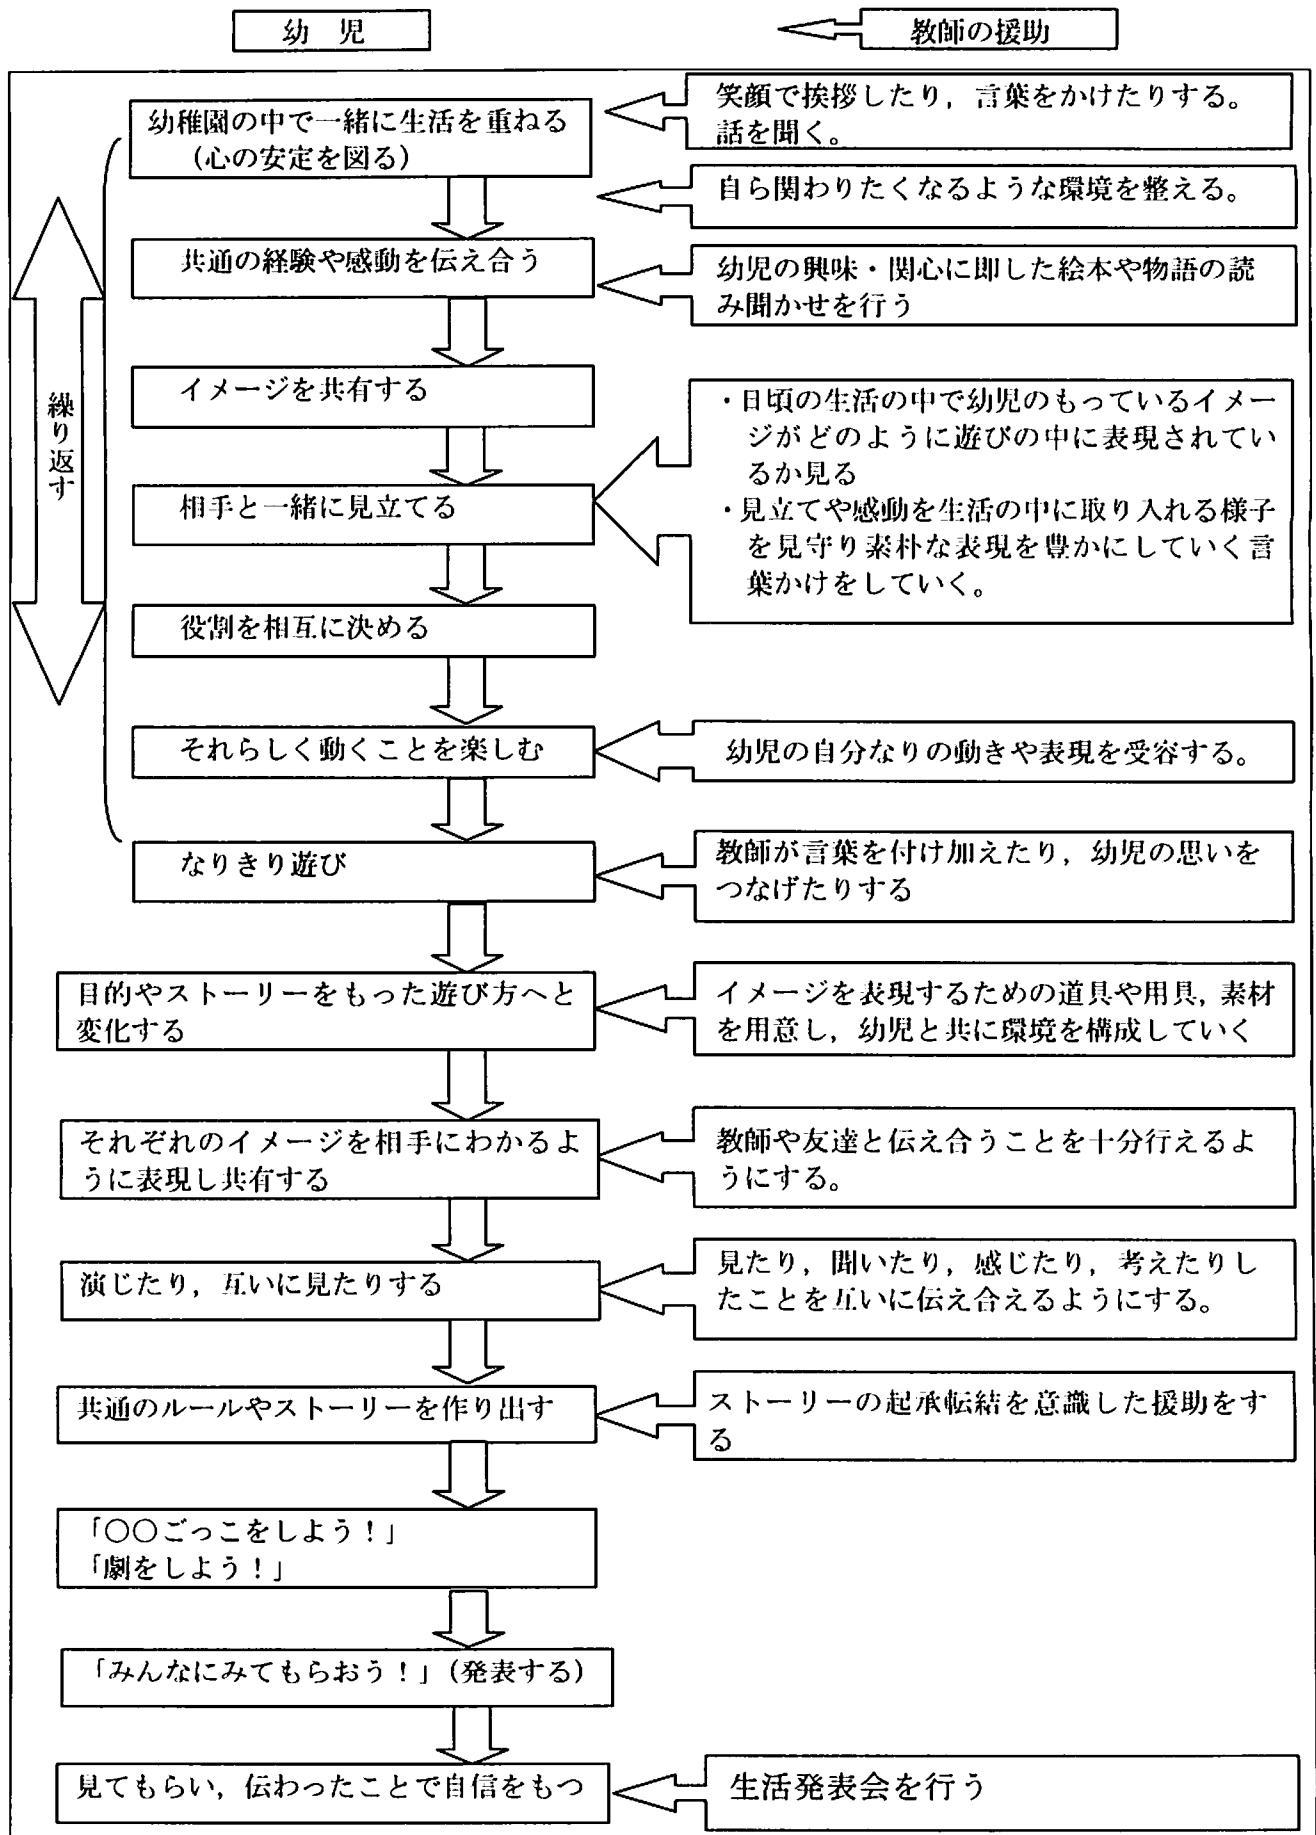 幼 児
教師の援助
幼稚園の中で一緒に生活を重ねる
(心の安定を図る)
笑顔で挨拶したり，言葉をかけたりする。
話を聞く。
自ら関わりたくなるような環境を整える。
共通の経験や感動を伝え合う
幼児の興味・関心に即した絵本や物語の読
み聞かせを行う
イメージを共有する
繰り返す
・日頃の生活の中で幼児のもっているイメー
ジがどのように遊びの中に表現されてい
るか見る
・見立てや感動を生活の中に取り入れる様子
を見守り素朴な表現を豊かにしていく言
葉かけをしていく。
相手と一緒に見立てる
役割を相互に決める
それらしく動くことを楽しむ
幼児の自分なりの動きや表現を受容する。
なりきり遊び
教師が言葉を付け加えたり，幼児の思いを
つなげたりする
目的やストーリーをもった遊び方へと
変化する
イメージを表現するための道具や用具，素材
を用意し，幼児と共に環境を構成していく
それぞれのイメージを相手にわかるよ
うに表現し共有する
教師や友達と伝え合うことを十分行えるよ
うにする。
演じたり，互いに見たりする
見たり，聞いたり，感じたり，考えたりし
たことを互いに伝え合えるようにする。
共通のルールやストーリーを作り出す
ストーリーの起承転結を意識した援助をす
る
「〇〇ごっこをしよう！」
「劇をしよう！」
「みんなにみてもらおう！」(発表する)
見てもらい，伝わったことで自信をもつ
生活発表会を行う